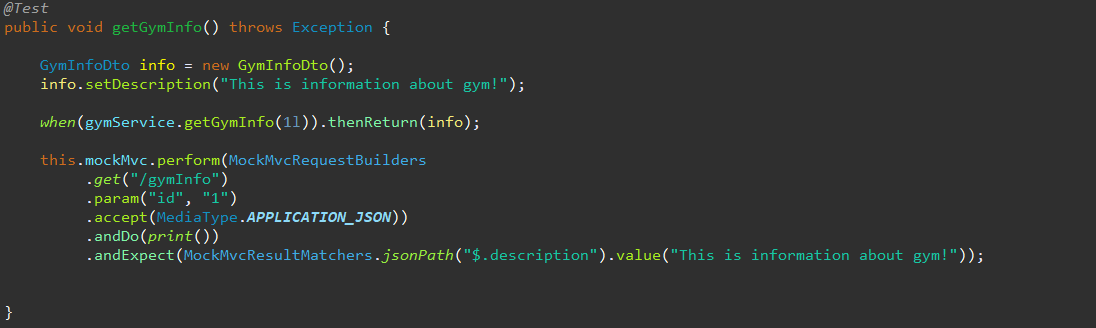 @Test
public void getGymInfo() throws Exception {
GymInfoDto info = new GymInfoDto();
info.setDescription("This is information about gym!");
when(gymService.getGymInfo(1l)).thenReturn(info);
this.mockMvc.perform(MockMvcRequestBuilders
.get("/gymInfo")
.param("id", "1")
.accept(MediaType.APPLICATION_JSON))
.andDo(print())
.andExpect(MockMvcResultMatchers.jsonPath("$.description").value("This is information about gym!"));
}